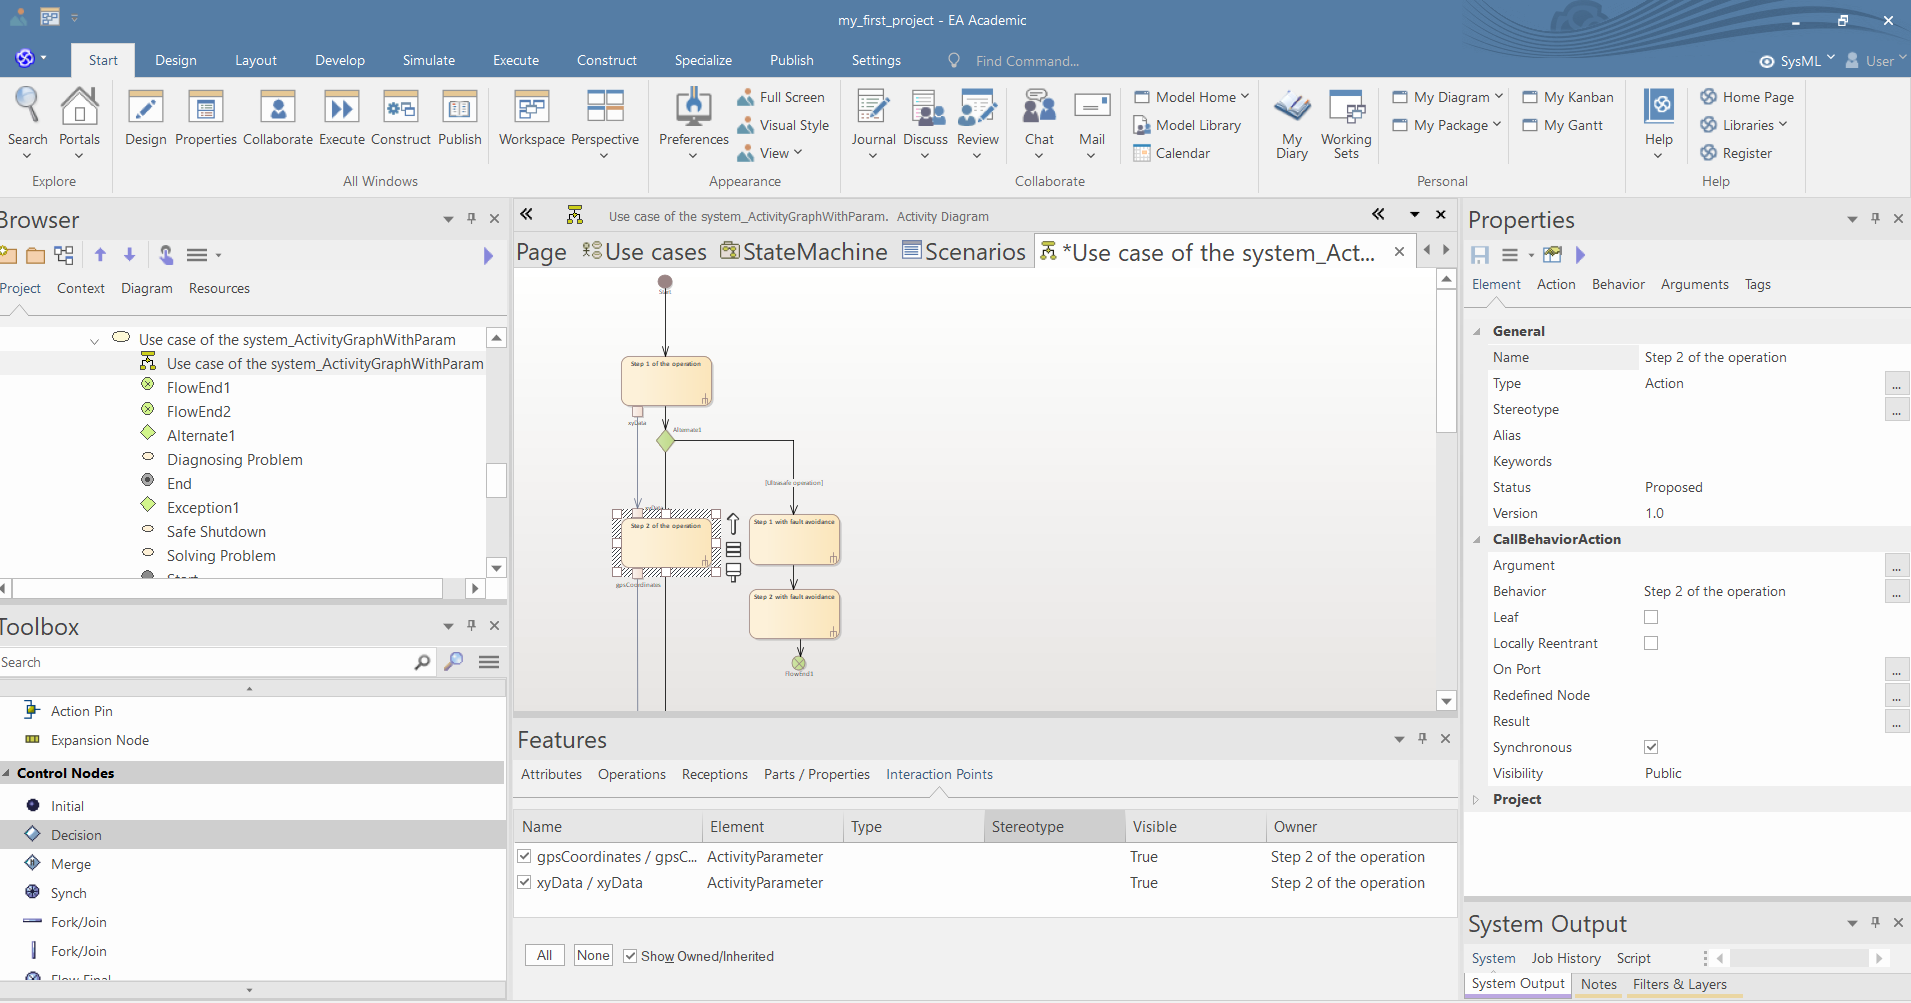 my_first_project - EA Academic
Start Design Layout Develop Simulate Execute Construct Specialize Publish Settings Find Command... SysML User
Search Portals Design Properties Collaborate Execute Construct Publish Workspace Perspective Preferences
Full Screen
Visual Style
View
Journal Discuss Review Chat Mail
Model Home
Model Library
Calendar
My Diary
Working Sets
My Diagram
My Package
My Kanban
My Gantt
Help
Home Page
Libraries
Register
Explore All Windows Appearance Collaborate Personal Help
Browser
Project Context Diagram Resources
Use case of the system_ActivityGraphWithParam
Use case of the system_ActivityGraphWithParam
FlowEnd1
FlowEnd2
Alternate1
Diagnosing Problem
End
Exception1
Safe Shutdown
Solving Problem
Start
Toolbox
Search
Action Pin
Expansion Node
Control Nodes
Initial
Decision
Merge
Synch
Fork/Join
Fork/Join
Flow Final
Use case of the system_ActivityGraphWithParam. Activity Diagram
Page Use cases StateMachine Scenarios *Use case of the system_Act...
Start
Step 1 of the operation
xyData
Alternate1
[Ultrasafe operation]
xyData
Step 2 of the operation
Step 1 with fault avoidance
gpsCoordinates
Step 2 with fault avoidance
FlowEnd1
Features
Attributes Operations Receptions Parts / Properties Interaction Points
Name Element Type Stereotype Visible Owner
gpsCoordinates / gpsC... ActivityParameter True Step 2 of the operation
xyData / xyData ActivityParameter True Step 2 of the operation
All None Show Owned/Inherited
Properties
Element Action Behavior Arguments Tags
General
Name Step 2 of the operation
Type Action ...
Stereotype ...
Alias
Keywords
Status Proposed
Version 1.0
CallBehaviorAction
Argument ...
Behavior Step 2 of the operation ...
Leaf
Locally Reentrant
On Port ...
Redefined Node ...
Result ...
Synchronous
Visibility Public
Project
System Output
System Job History Script
System Output Notes Filters & Layers